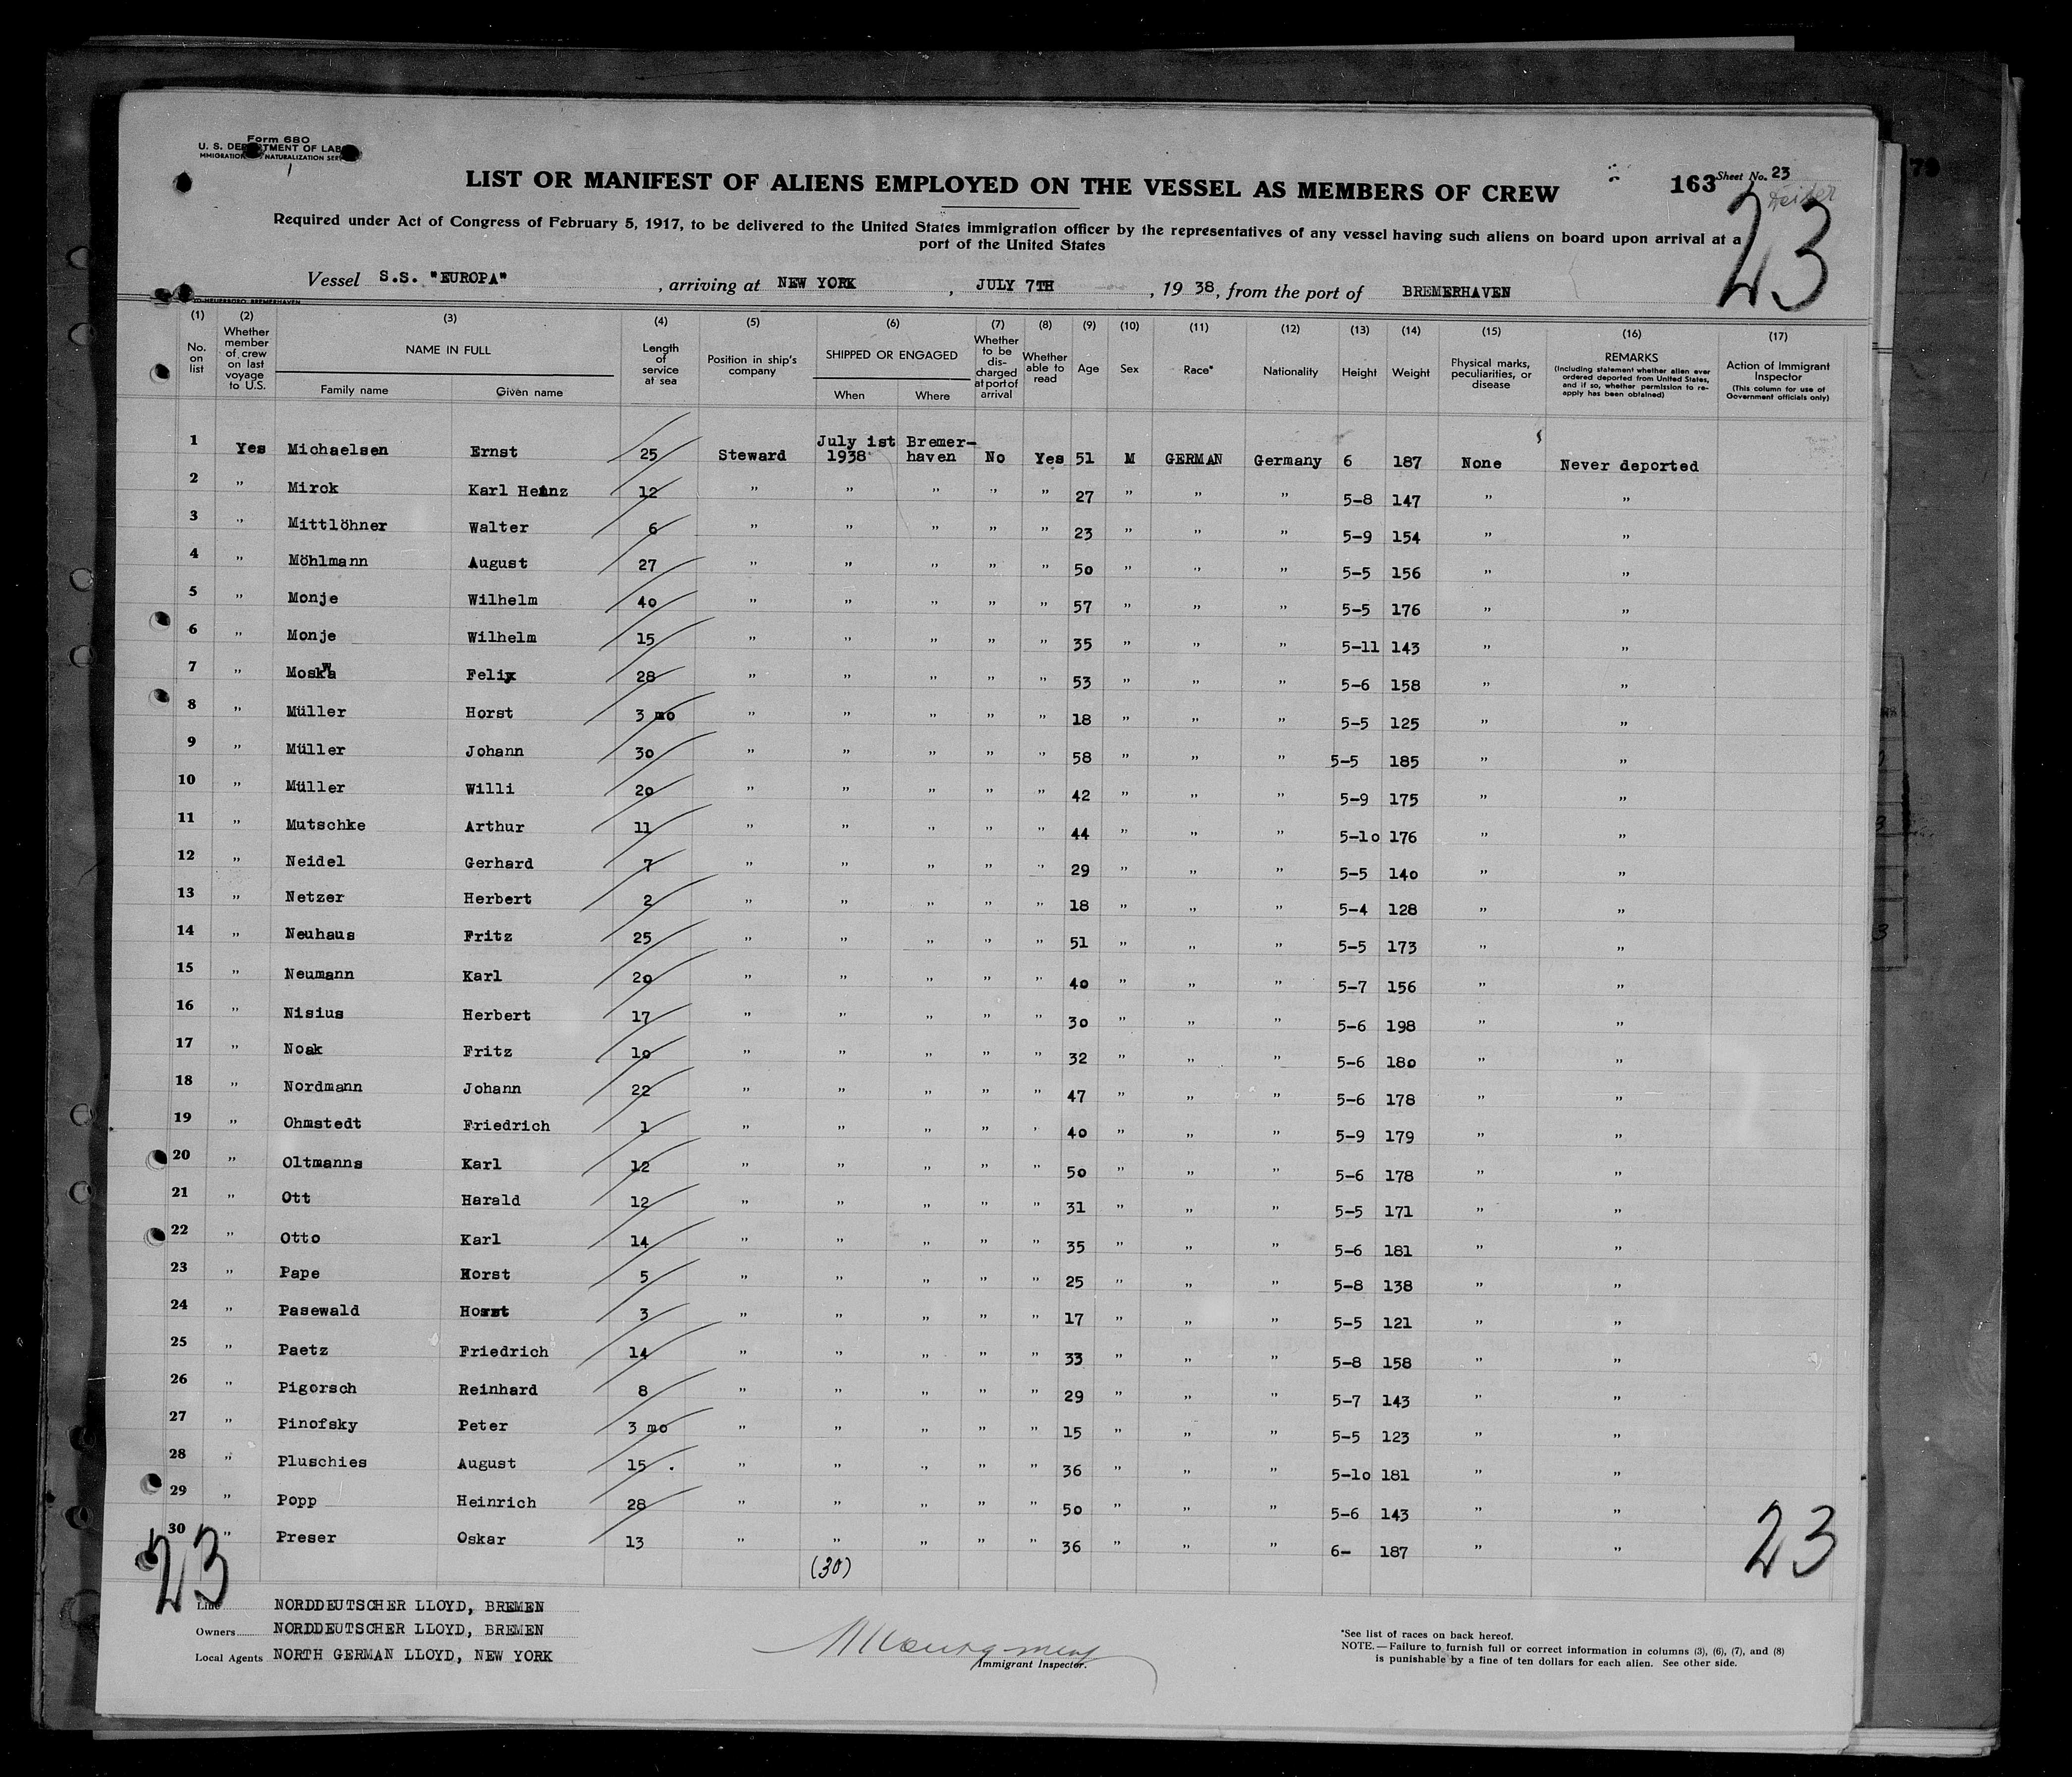 Form 680
U. S. DEPARTMENT OF LABOR
IMMIGRATION NATURALIZATION SERVICE
LIST OR MANIFEST OF ALIENS EMPLOYED ON THE VESSEL AS MEMBERS OF CREW
163 Sheet No. 23
23
Required under Act of Congress of February 5, 1917, to be delivered to the United States immigration officer by the representatives of any vessel having such aliens on board upon arrival at a
port of the United States
Vessel S.S. "EUROPA", arriving at NEW YORK, JULY 7TH, 19 38, from the port of BREMERHAVEN
(1) (2) (3) (4) (5) (6) (7) (8) (9) (10) (11) (12) (13) (14) (15) (16) (17)
No. on list
Whether member of crew on last voyage to U.S.
NAME IN FULL
Family name Given name
Length of service at sea
Position in ship's company
SHIPPED OR ENGAGED
When Where
Whether to be discharged at port of arrival
Whether able to read
Age
Sex
Race*
Nationality
Height
Weight
Physical marks, peculiarities, or disease
REMARKS
(Including statement whether alien ever ordered deported from United States, and if so, whether permission to re-apply has been obtained)
Action of Immigrant Inspector
(This column for use of Government officials only)
1 Yes Michaelsen Ernst 25 Steward July 1st 1938 Bremer-haven No Yes 51 M GERMAN Germany 6 187 None Never deported
2 " Mirck Karl Heinz 12 " " " " " 27 " " " 5-8 147 " "
3 " Mittlöhner Walter 6 " " " " " 23 " " " 5-9 154 " "
4 " Möhlmann August 27 " " " " " 50 " " " 5-5 156 " "
5 " Monje Wilhelm 40 " " " " " 57 " " " 5-5 176 " "
6 " Monje Wilhelm 15 " " " " " 35 " " " 5-11 143 " "
7 " Moskwa Felix 28 " " " " " 53 " " " 5-6 158 " "
8 " Müller Horst 3 mo " " " " " 18 " " " 5-5 125 " "
9 " Müller Johann 30 " " " " " 58 " " " 5-5 185 " "
10 " Müller Willi 20 " " " " " 42 " " " 5-9 175 " "
11 " Mutschke Arthur 11 " " " " " 44 " " " 5-10 176 " "
12 " Neidel Gerhard 7 " " " " " 29 " " " 5-5 140 " "
13 " Netzer Herbert 2 " " " " " 18 " " " 5-4 128 " "
14 " Neuhaus Fritz 25 " " " " " 51 " " " 5-5 173 " "
15 " Neumann Karl 20 " " " " " 40 " " " 5-7 156 " "
16 " Nisius Herbert 17 " " " " " 30 " " " 5-6 198 " "
17 " Noak Fritz 10 " " " " " 32 " " " 5-6 180 " "
18 " Nordmann Johann 22 " " " " " 47 " " " 5-6 178 " "
19 " Ohmstedt Friedrich 1 " " " " " 40 " " " 5-9 179 " "
20 " Oltmanns Karl 12 " " " " " 50 " " " 5-6 178 " "
21 " Ott Harald 12 " " " " " 31 " " " 5-5 171 " "
22 " Otto Karl 14 " " " " " 35 " " " 5-6 181 " "
23 " Pape Horst 5 " " " " " 25 " " " 5-8 138 " "
24 " Pasewald Horst 3 " " " " " 17 " " " 5-5 121 " "
25 " Paetz Friedrich 14 " " " " " 33 " " " 5-8 158 " "
26 " Pigorsch Reinhard 8 " " " " " 29 " " " 5-7 143 " "
27 " Pinofsky Peter 3 mo " " " " " 15 " " " 5-5 123 " "
28 " Pluschies August 15 " " " " " 36 " " " 5-10 181 " "
29 " Popp Heinrich 28 " " " " " 50 " " " 5-6 143 " "
30 " Preser Oskar 13 " " " " " 36 " " " 6- 187 " "
(30)
23
23
Line NORDDEUTSCHER LLOYD, BREMEN
Owners NORDDEUTSCHER LLOYD, BREMEN
Local Agents NORTH GERMAN LLOYD, NEW YORK
Immigrant Inspector.
*See list of races on back hereof.
NOTE.—Failure to furnish full or correct information in columns (3), (6), (7), and (8)
is punishable by a fine of ten dollars for each alien. See other side.